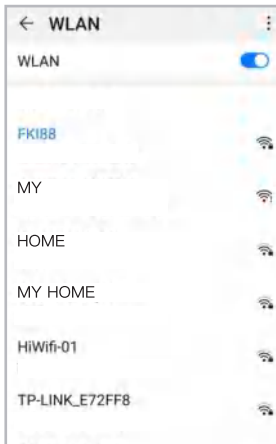 WLAN
WLAN
FKI88
MY
HOME
MY HOME
HiWifi-01
TP-LINK_E72FF8